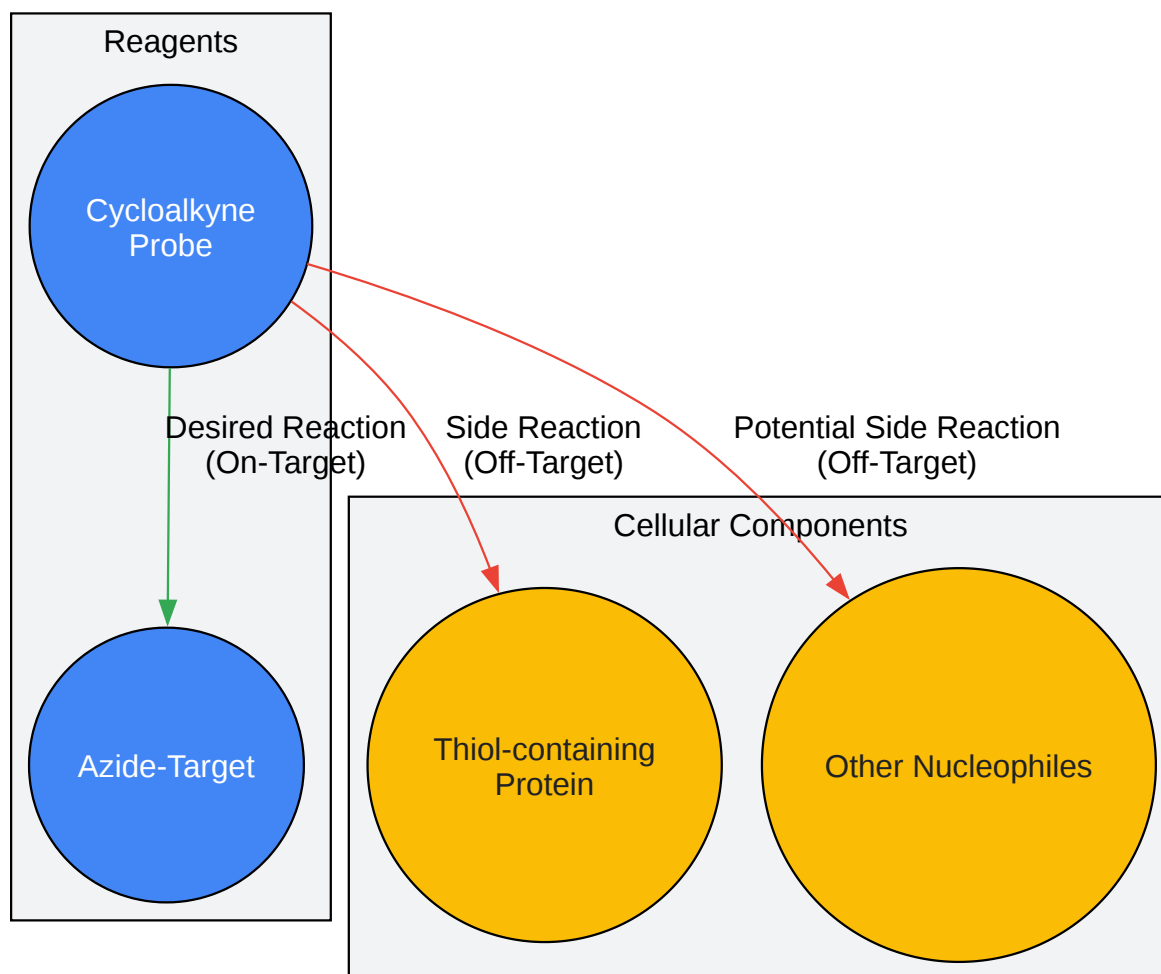 Reagents
Cycloalkyne
Probe
Desired Reaction
(On-Target)
Side Reaction
(Off-Target)
Potential Side Reaction
(Off-Target)
Cellular Components
Azide-Target
Thiol-containing
Protein
Other Nucleophiles